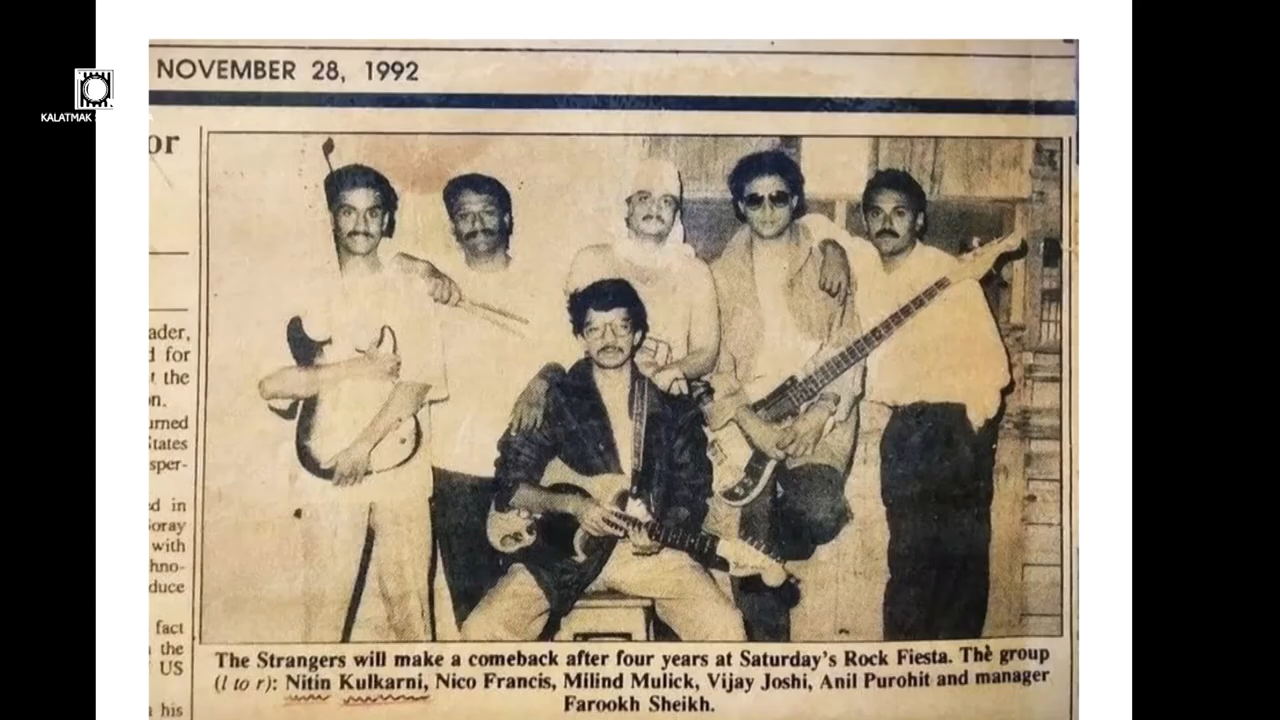 NOVEMBER 28, 1992
KALATMAK
or
ader,
for
the
on.
States
sper-
in
with
hno-
duce
fact
the
US
his
The Strangers will make a comeback after four years at Saturday's Rock Fiesta. The group
(l to r): Nitin Kulkarni, Nico Francis, Milind Mulick, Vijay Joshi, Anil Purohit and manager
Farookh Sheikh.